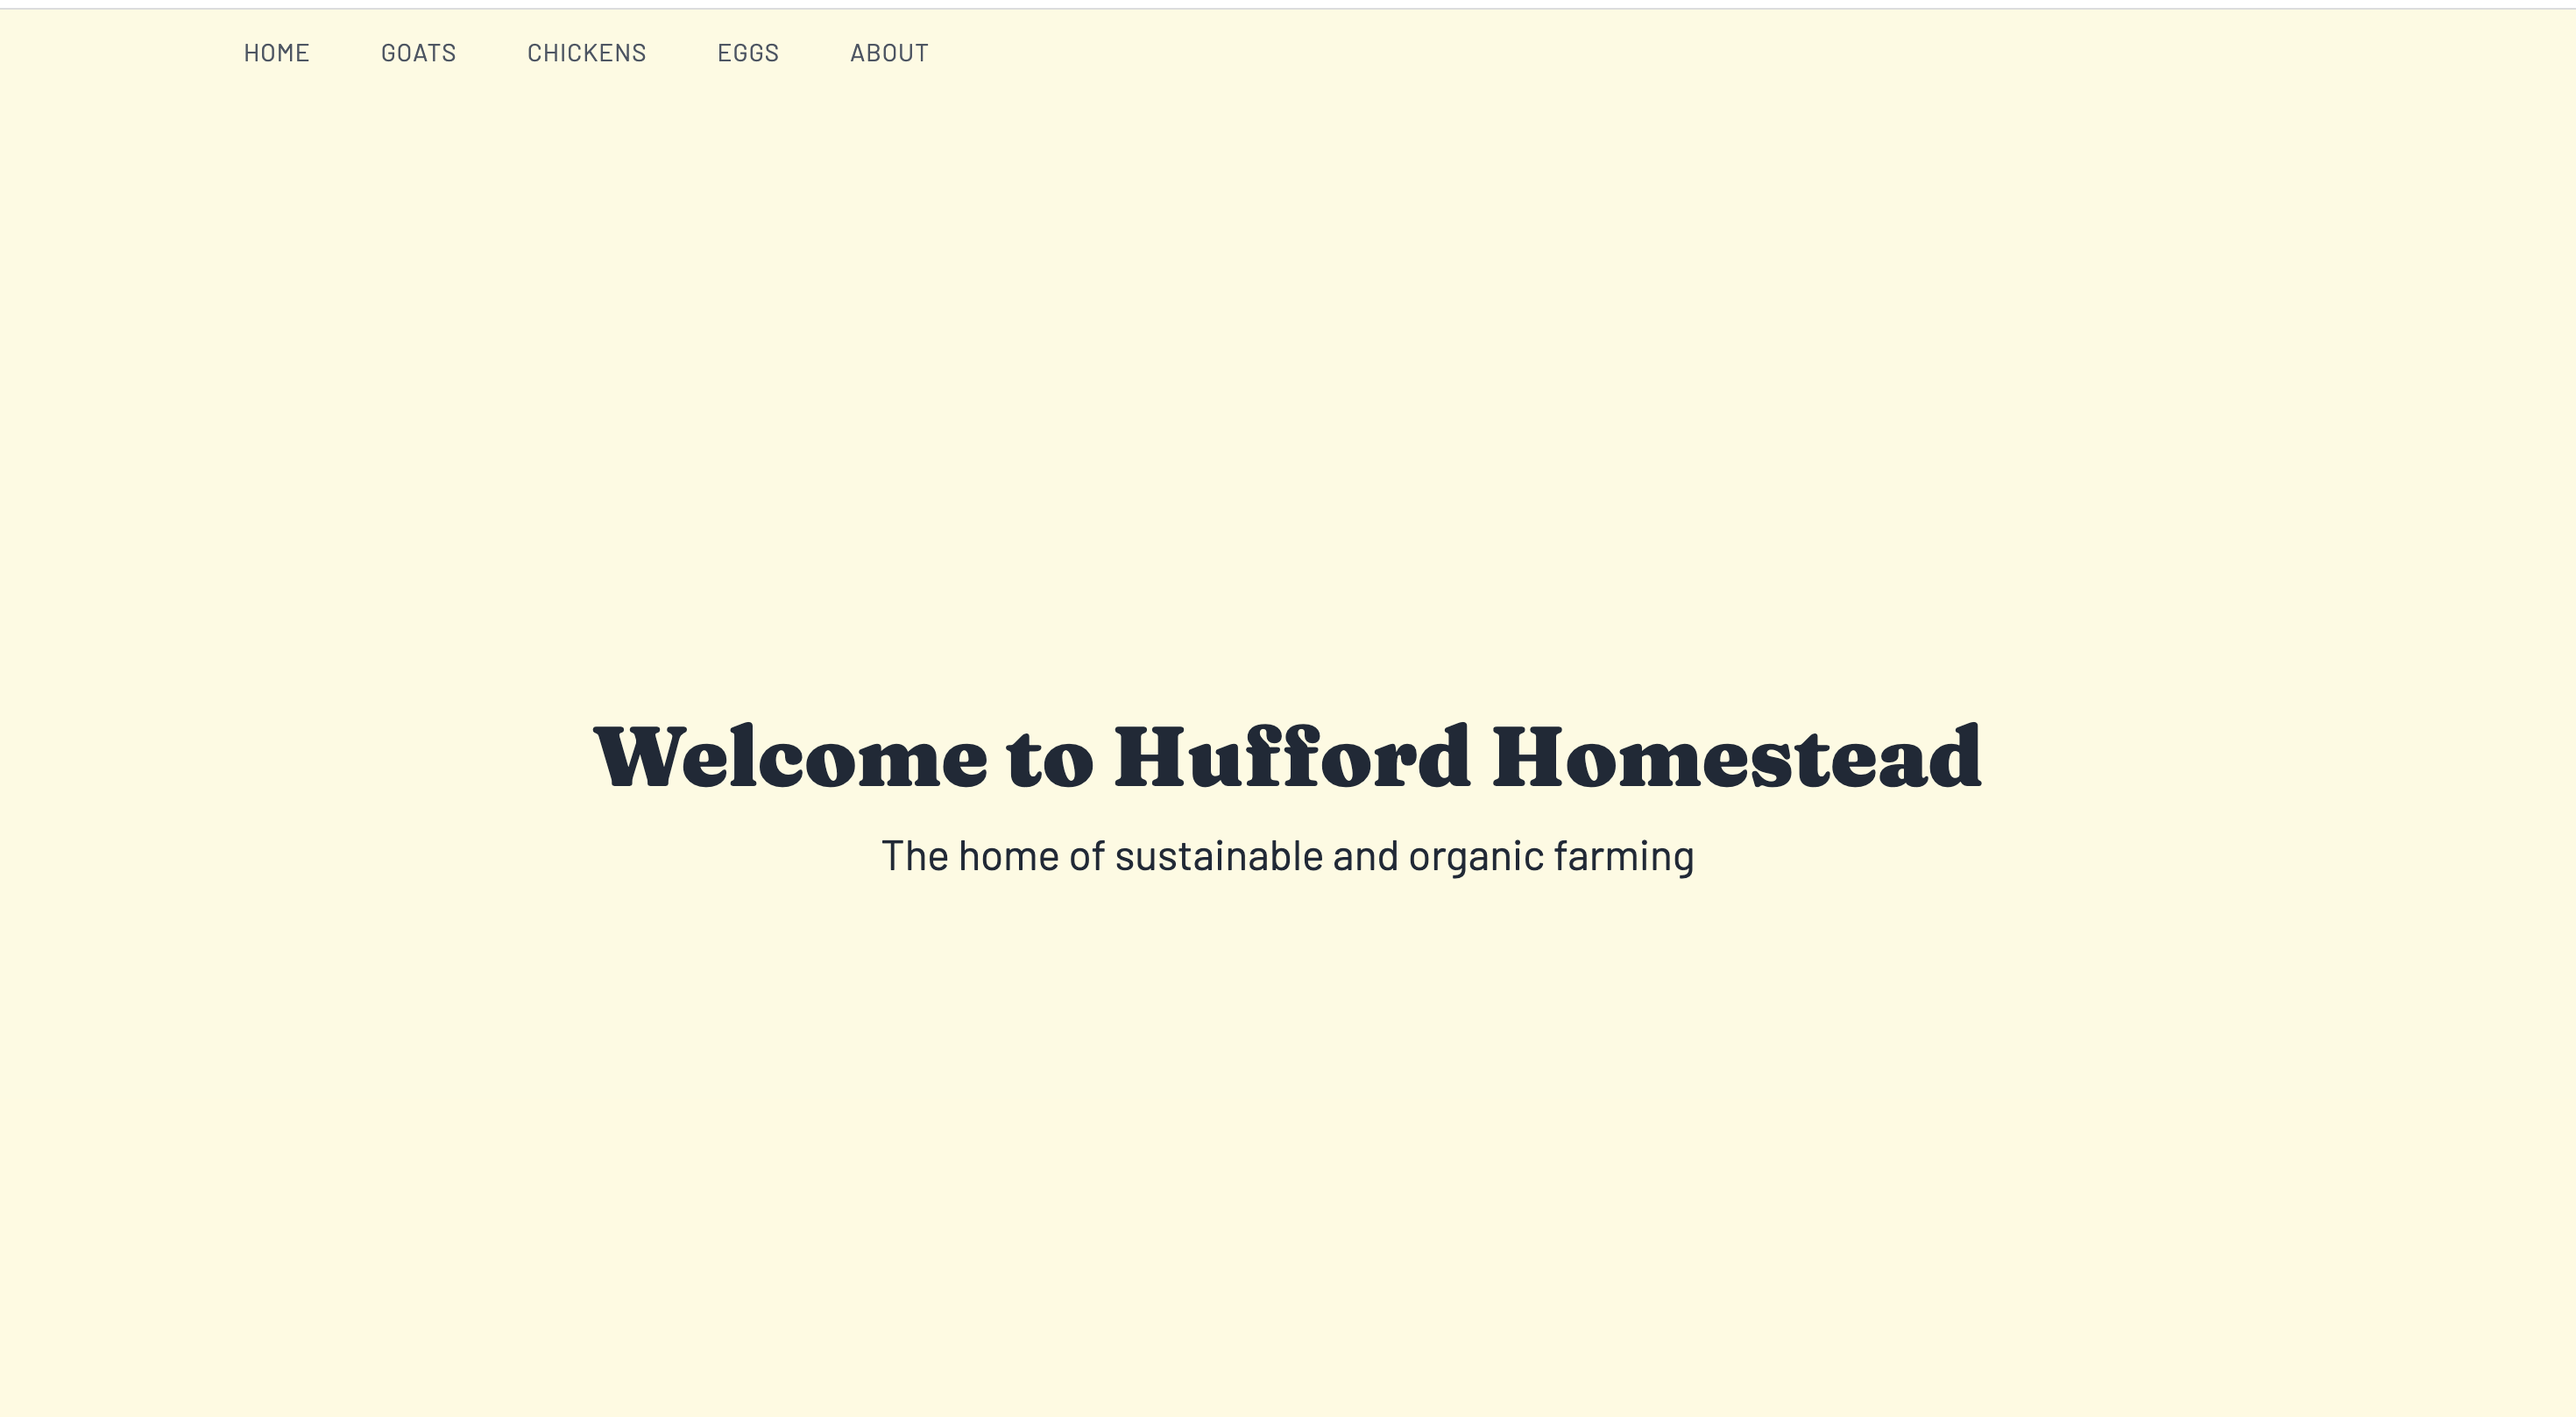 HOME GOATS CHICKENS EGGS ABOUT
Welcome to Hufford Homestead
The home of sustainable and organic farming